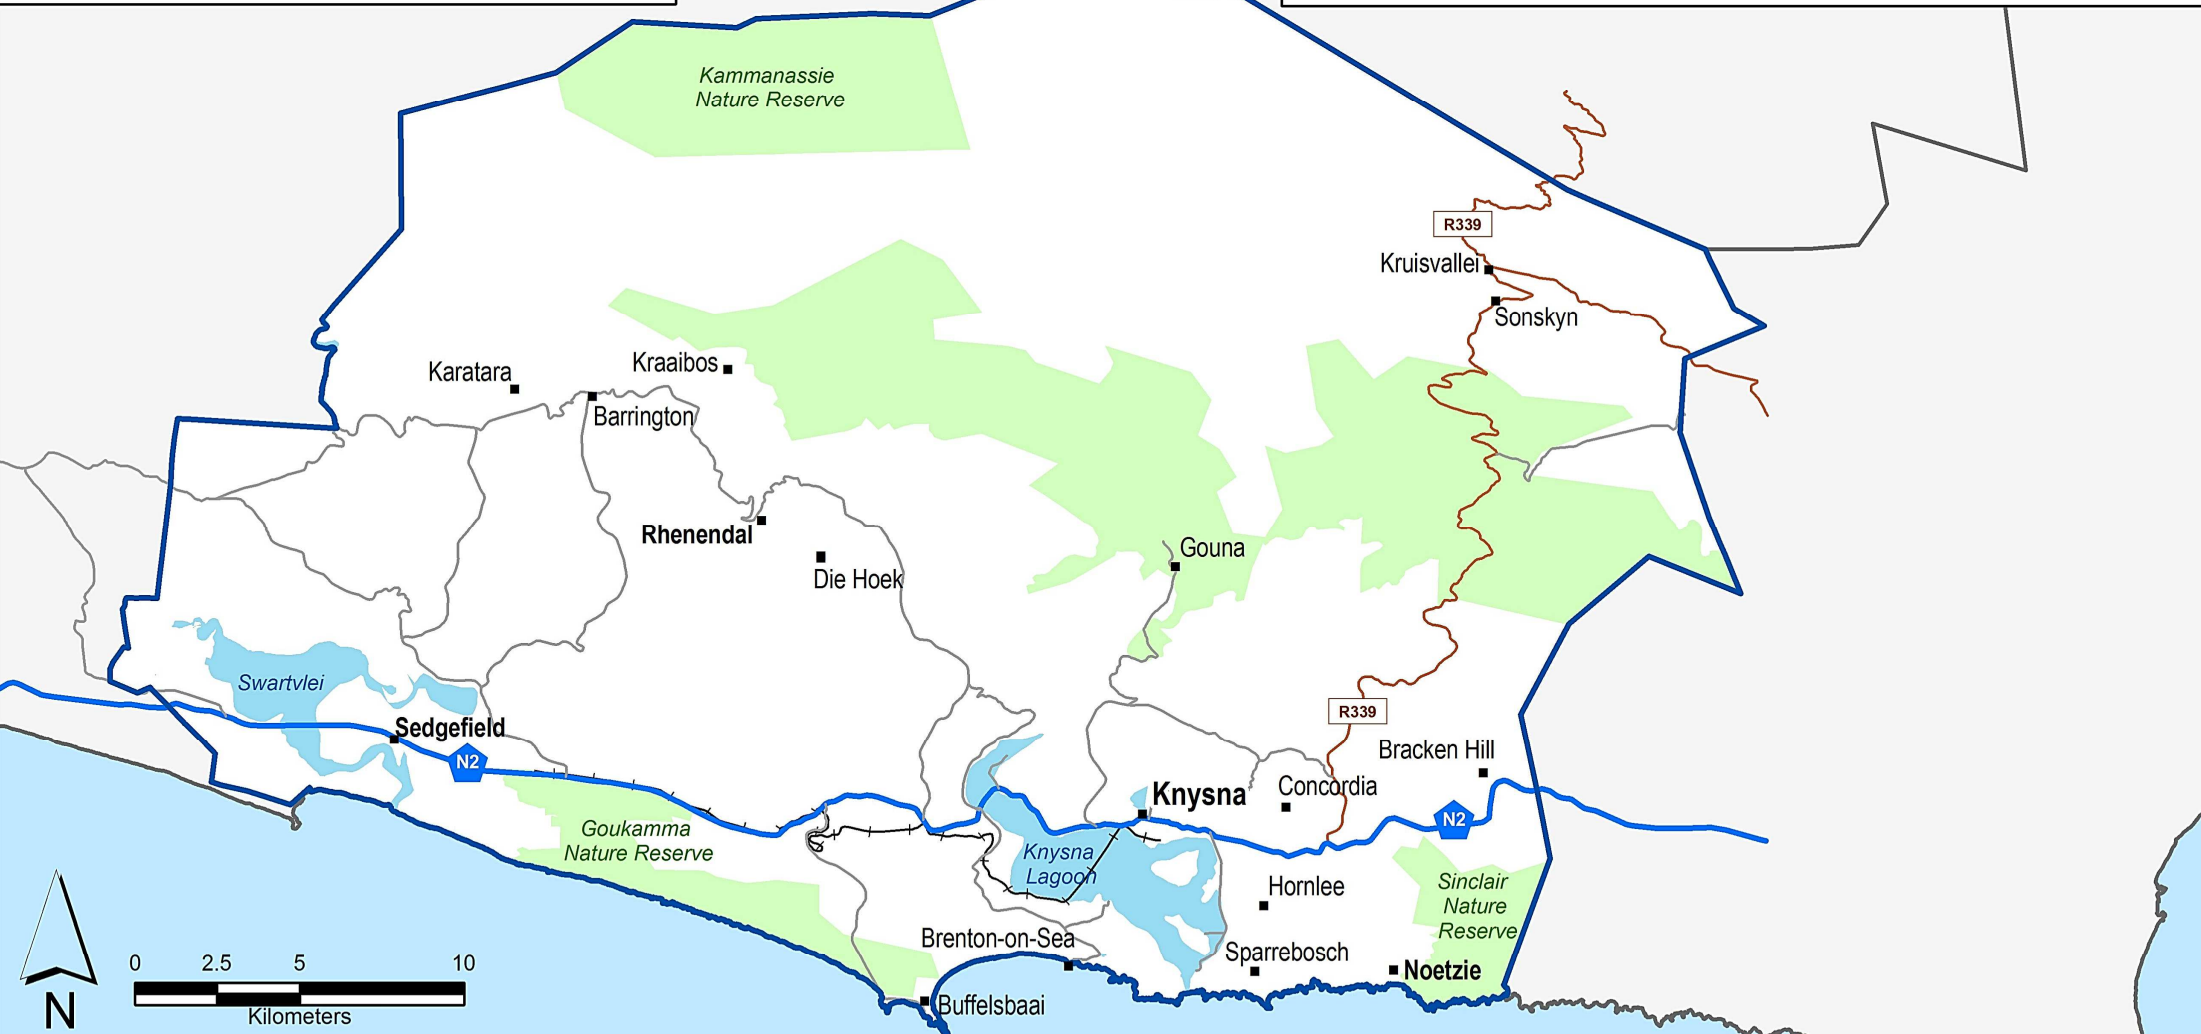 Kammanassie
Nature Reserve
R339
Kruisvallei
Sonskyn
Karatara
Kraaibos
Barrington
Rhenendal
Die Hoek
Gouna
Swartvlei
Sedgefield
N2
R339
Bracken Hill
Concordia
Knysna
N2
Goukamma
Nature Reserve
Knysna
Lagoon
Hornlee
Sinclair
Nature
Reserve
Brenton-on-Sea
Sparrebosch
Noetzie
Buffelsbaai
0 2.5 5 10
Kilometers
N